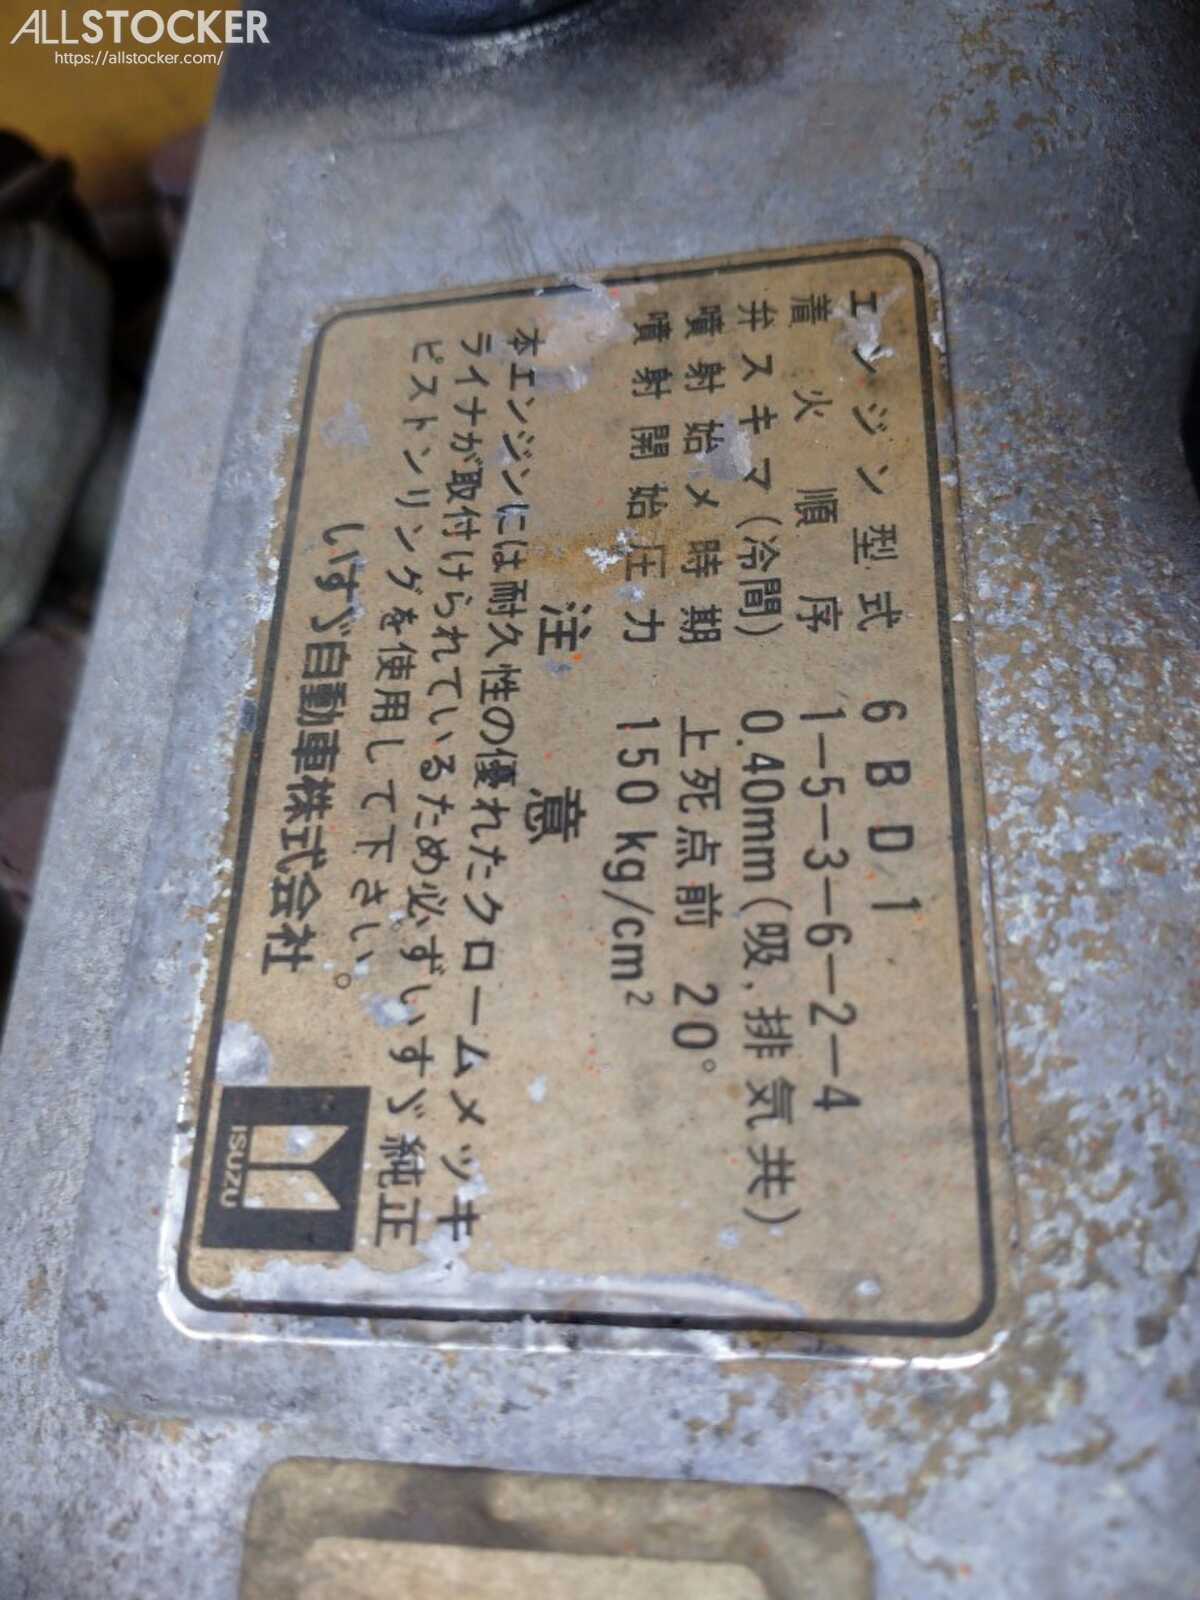 ALLSTOCKER
https://allstocker.com/
エンジン型式 6BD1
着火順序 1-5-3-6-2-4
弁スキマ(冷間) 0.40mm(吸,排気共)
噴射始メ時期 上死点前 20°
噴射開始圧力 150kg/cm²
注意
本エンジンには耐久性の優れたクロームメッキ
ライナが取付けられているため必ずいすゞ純正
ピストンリングを使用して下さい。
いすゞ自動車株式会社
ISUZU